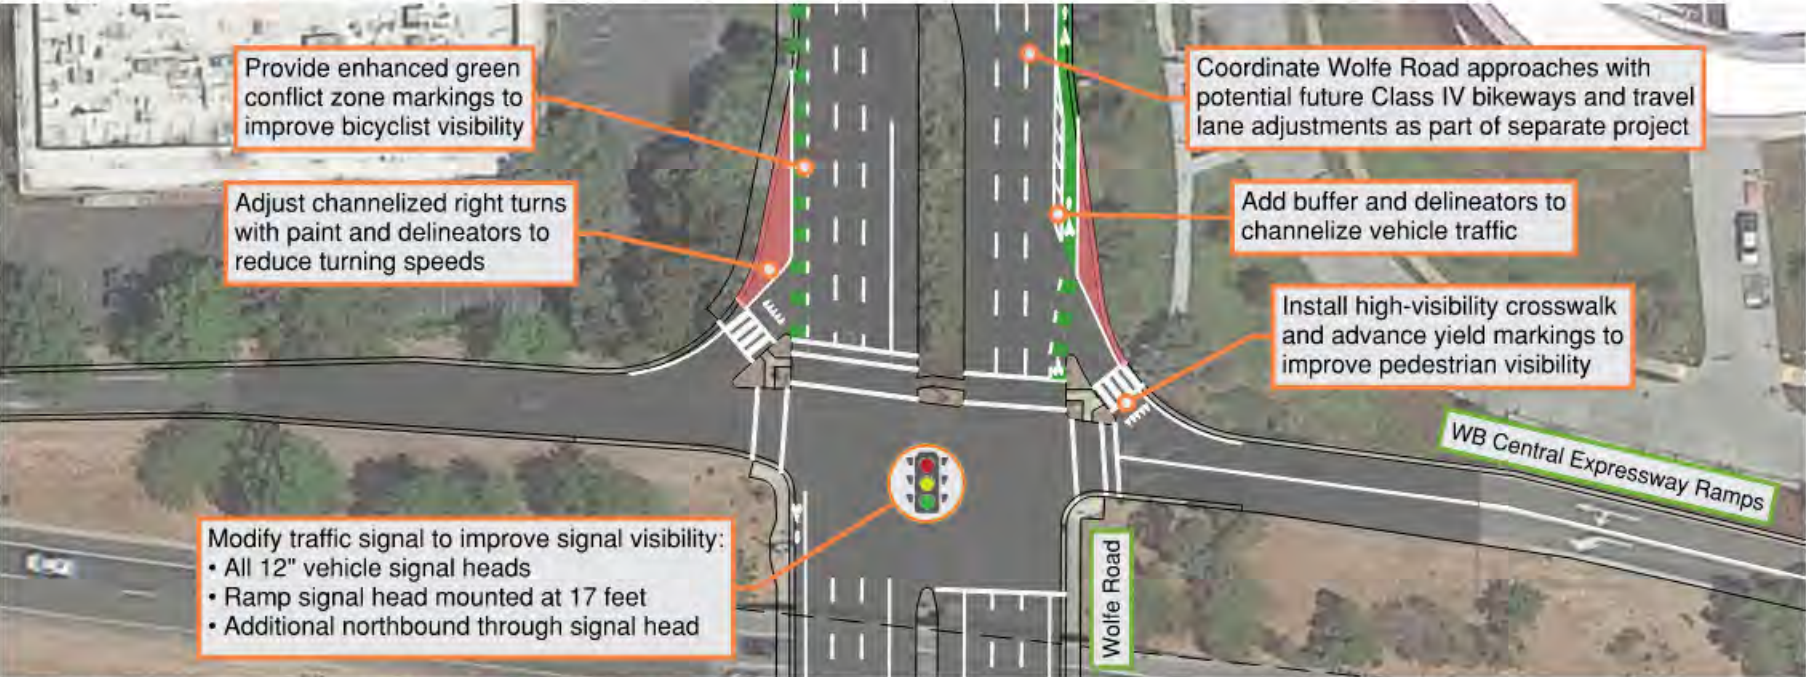 Provide enhanced green
conflict zone markings to
improve bicyclist visibility
Adjust channelized right turns
with paint and delineators to
reduce turning speeds
Coordinate Wolfe Road approaches with
potential future Class IV bikeways and travel
lane adjustments as part of separate project
Add buffer and delineators to
channelize vehicle traffic
Install high-visibility crosswalk
and advance yield markings to
improve pedestrian visibility
WB Central Expressway Ramps
Modify traffic signal to improve signal visibility:
• All 12" vehicle signal heads
• Ramp signal head mounted at 17 feet
• Additional northbound through signal head
Wolfe Road